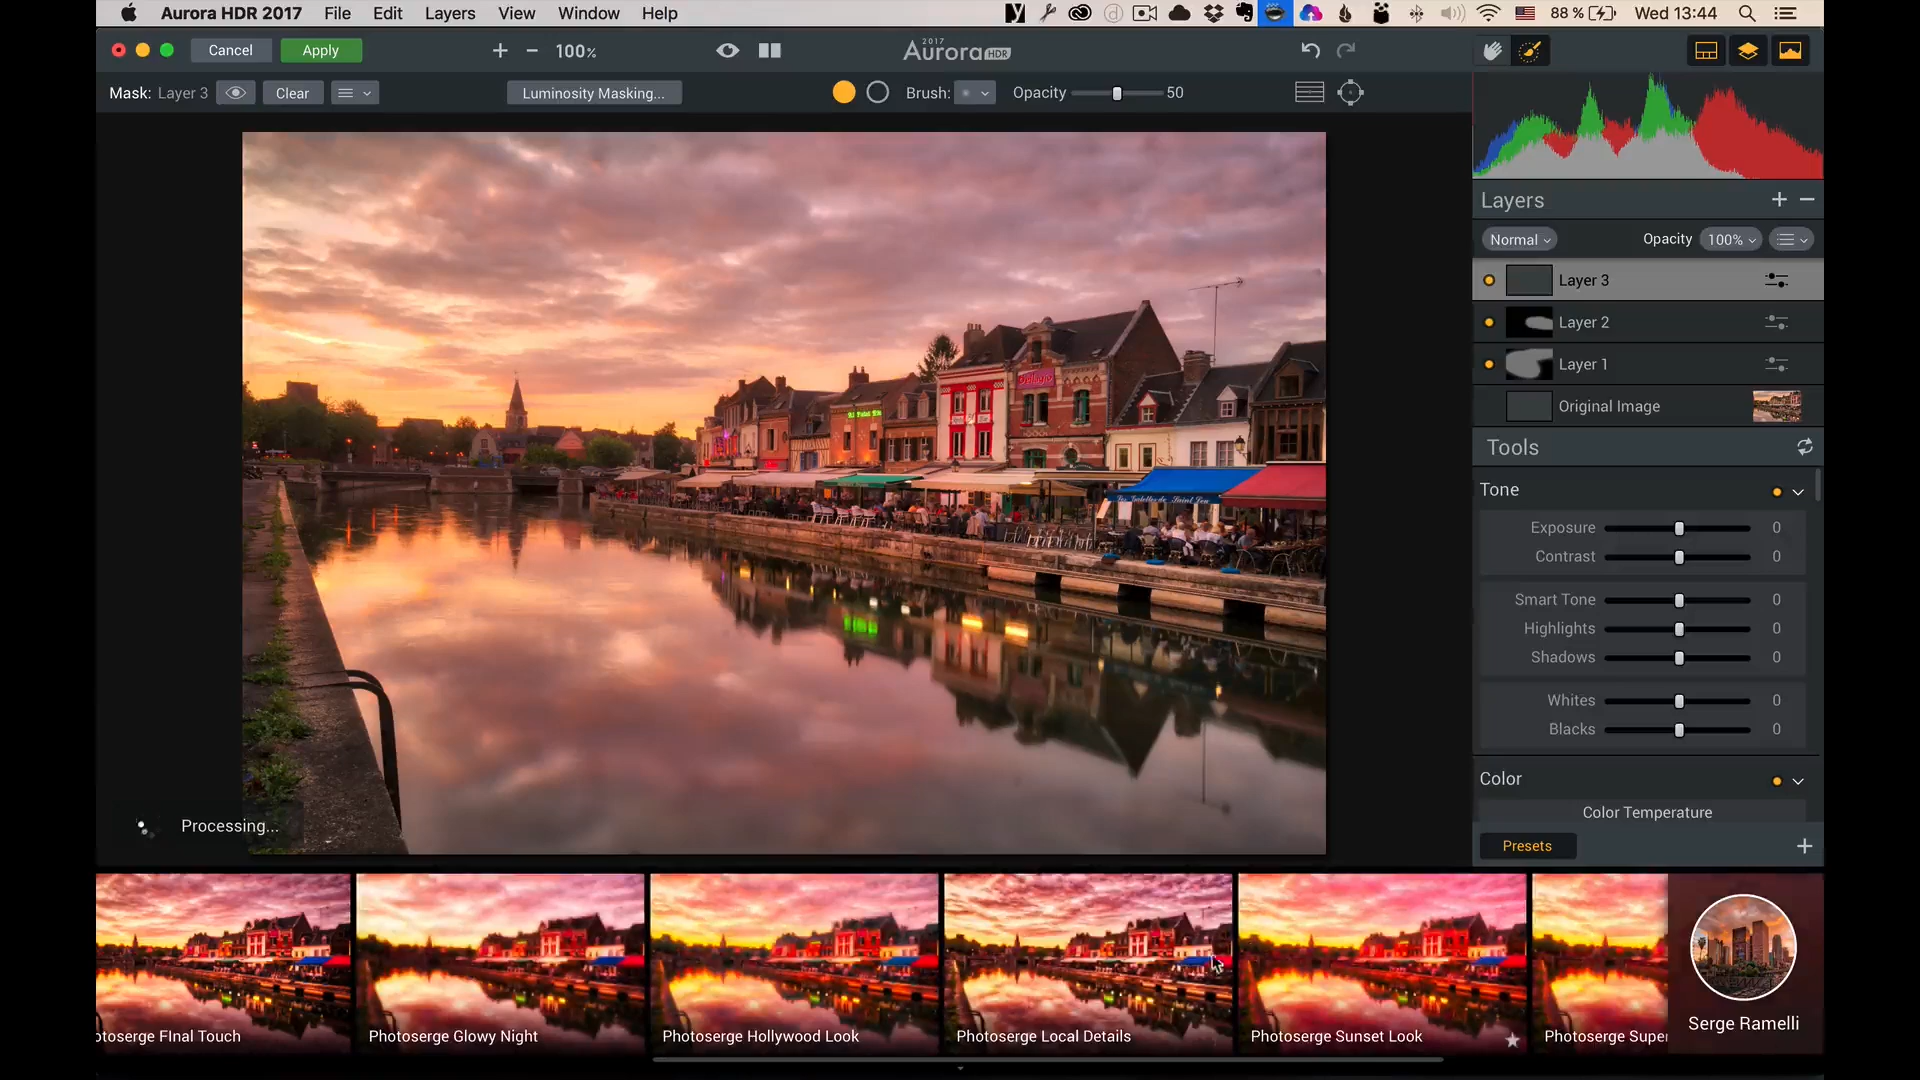 Aurora HDR 2017 File Edit Layers View Window Help 88 % Wed 13:44
Cancel Apply 100% 2017 Aurora HDR
Mask: Layer 3 Clear Luminosity Masking... Brush: Opacity 50
Layers
Normal Opacity 100%
Layer 3
Layer 2
Layer 1
Original Image
Tools
Tone
Exposure 0
Contrast 0
Smart Tone 0
Highlights 0
Shadows 0
Whites 0
Blacks 0
Color
Color Temperature
Processing...
Presets
otoserge FInal Touch
Photoserge Glowy Night
Photoserge Hollywood Look
Photoserge Local Details
Photoserge Sunset Look
Photoserge Super
Serge Ramelli